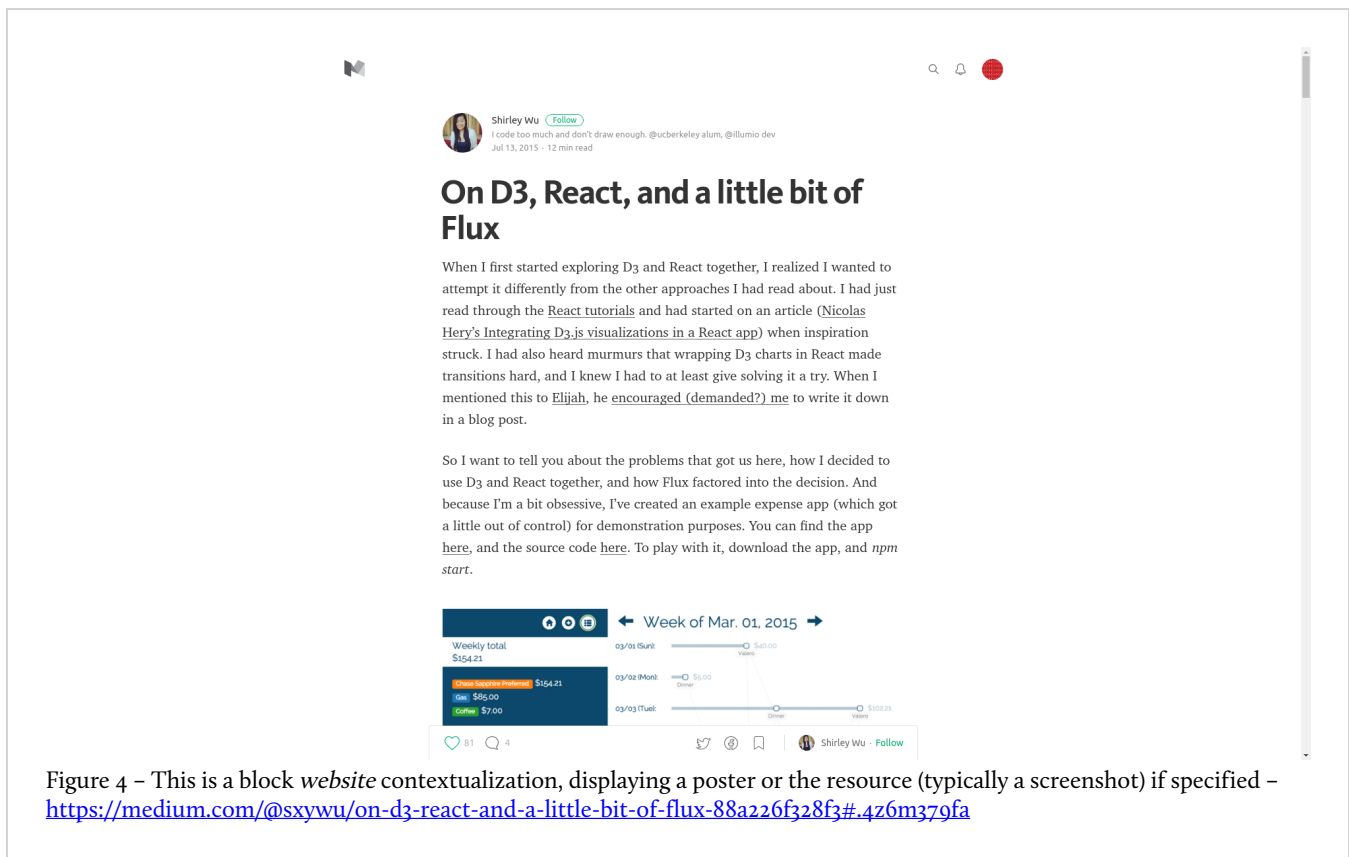 Shirley Wu Follow
I code too much and don't draw enough. @ucberkeley alum, @illumio dev
Jul 13, 2015 · 12 min read
On D3, React, and a little bit of
Flux
When I first started exploring D3 and React together, I realized I wanted to
attempt it differently from the other approaches I had read about. I had just
read through the React tutorials and had started on an article (Nicolas
Hery's Integrating D3.js visualizations in a React app) when inspiration
struck. I had also heard murmurs that wrapping D3 charts in React made
transitions hard, and I knew I had to at least give solving it a try. When I
mentioned this to Elijah, he encouraged (demanded?) me to write it down
in a blog post.
So I want to tell you about the problems that got us here, how I decided to
use D3 and React together, and how Flux factored into the decision. And
because I'm a bit obsessive, I've created an example expense app (which got
a little out of control) for demonstration purposes. You can find the app
here, and the source code here. To play with it, download the app, and npm
start.
Week of Mar. 01, 2015
Weekly total
$154.21
Chase Sapphire Preferred $154.21
Gas $85.00
Coffee $7.00
03/01 (Sun): $40.00
Valero
03/02 (Mon): $5.00
Dinner
03/03 (Tue): $102.21
Dinner Valero
81 4 Shirley Wu · Follow
Figure 4 – This is a block website contextualization, displaying a poster or the resource (typically a screenshot) if specified –
https://medium.com/@sxywu/on-d3-react-and-a-little-bit-of-flux-88a226f328f3#.4z6m379fa